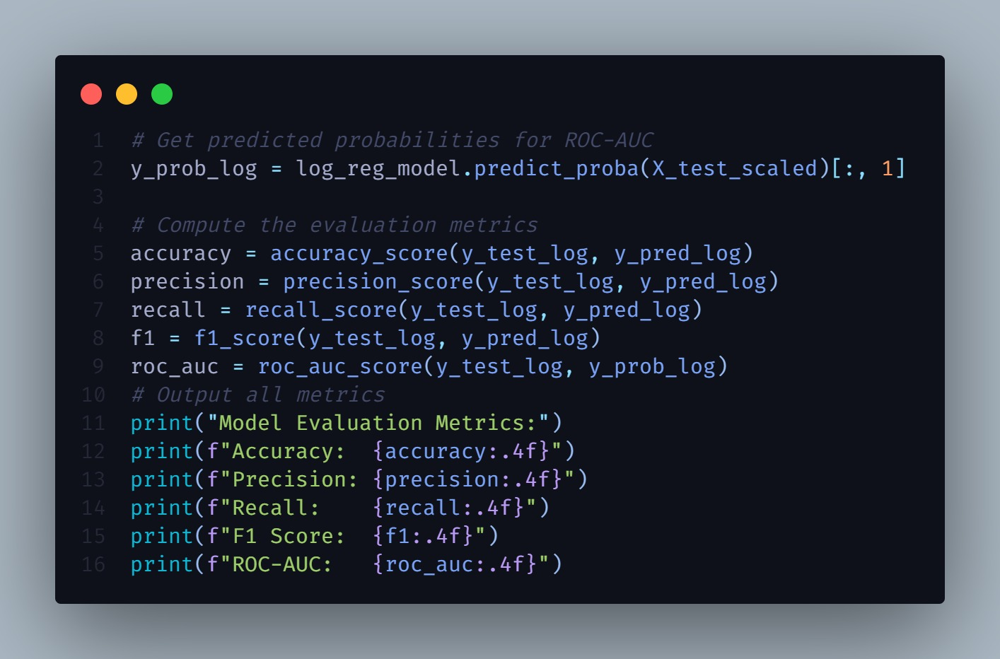 1 # Get predicted probabilities for ROC-AUC
2 y_prob_log = log_reg_model.predict_proba(X_test_scaled)[:, 1]
3
4 # Compute the evaluation metrics
5 accuracy = accuracy_score(y_test_log, y_pred_log)
6 precision = precision_score(y_test_log, y_pred_log)
7 recall = recall_score(y_test_log, y_pred_log)
8 f1 = f1_score(y_test_log, y_pred_log)
9 roc_auc = roc_auc_score(y_test_log, y_prob_log)
10 # Output all metrics
11 print("Model Evaluation Metrics:")
12 print(f"Accuracy:  {accuracy:.4f}")
13 print(f"Precision: {precision:.4f}")
14 print(f"Recall:    {recall:.4f}")
15 print(f"F1 Score:  {f1:.4f}")
16 print(f"ROC-AUC:   {roc_auc:.4f}")